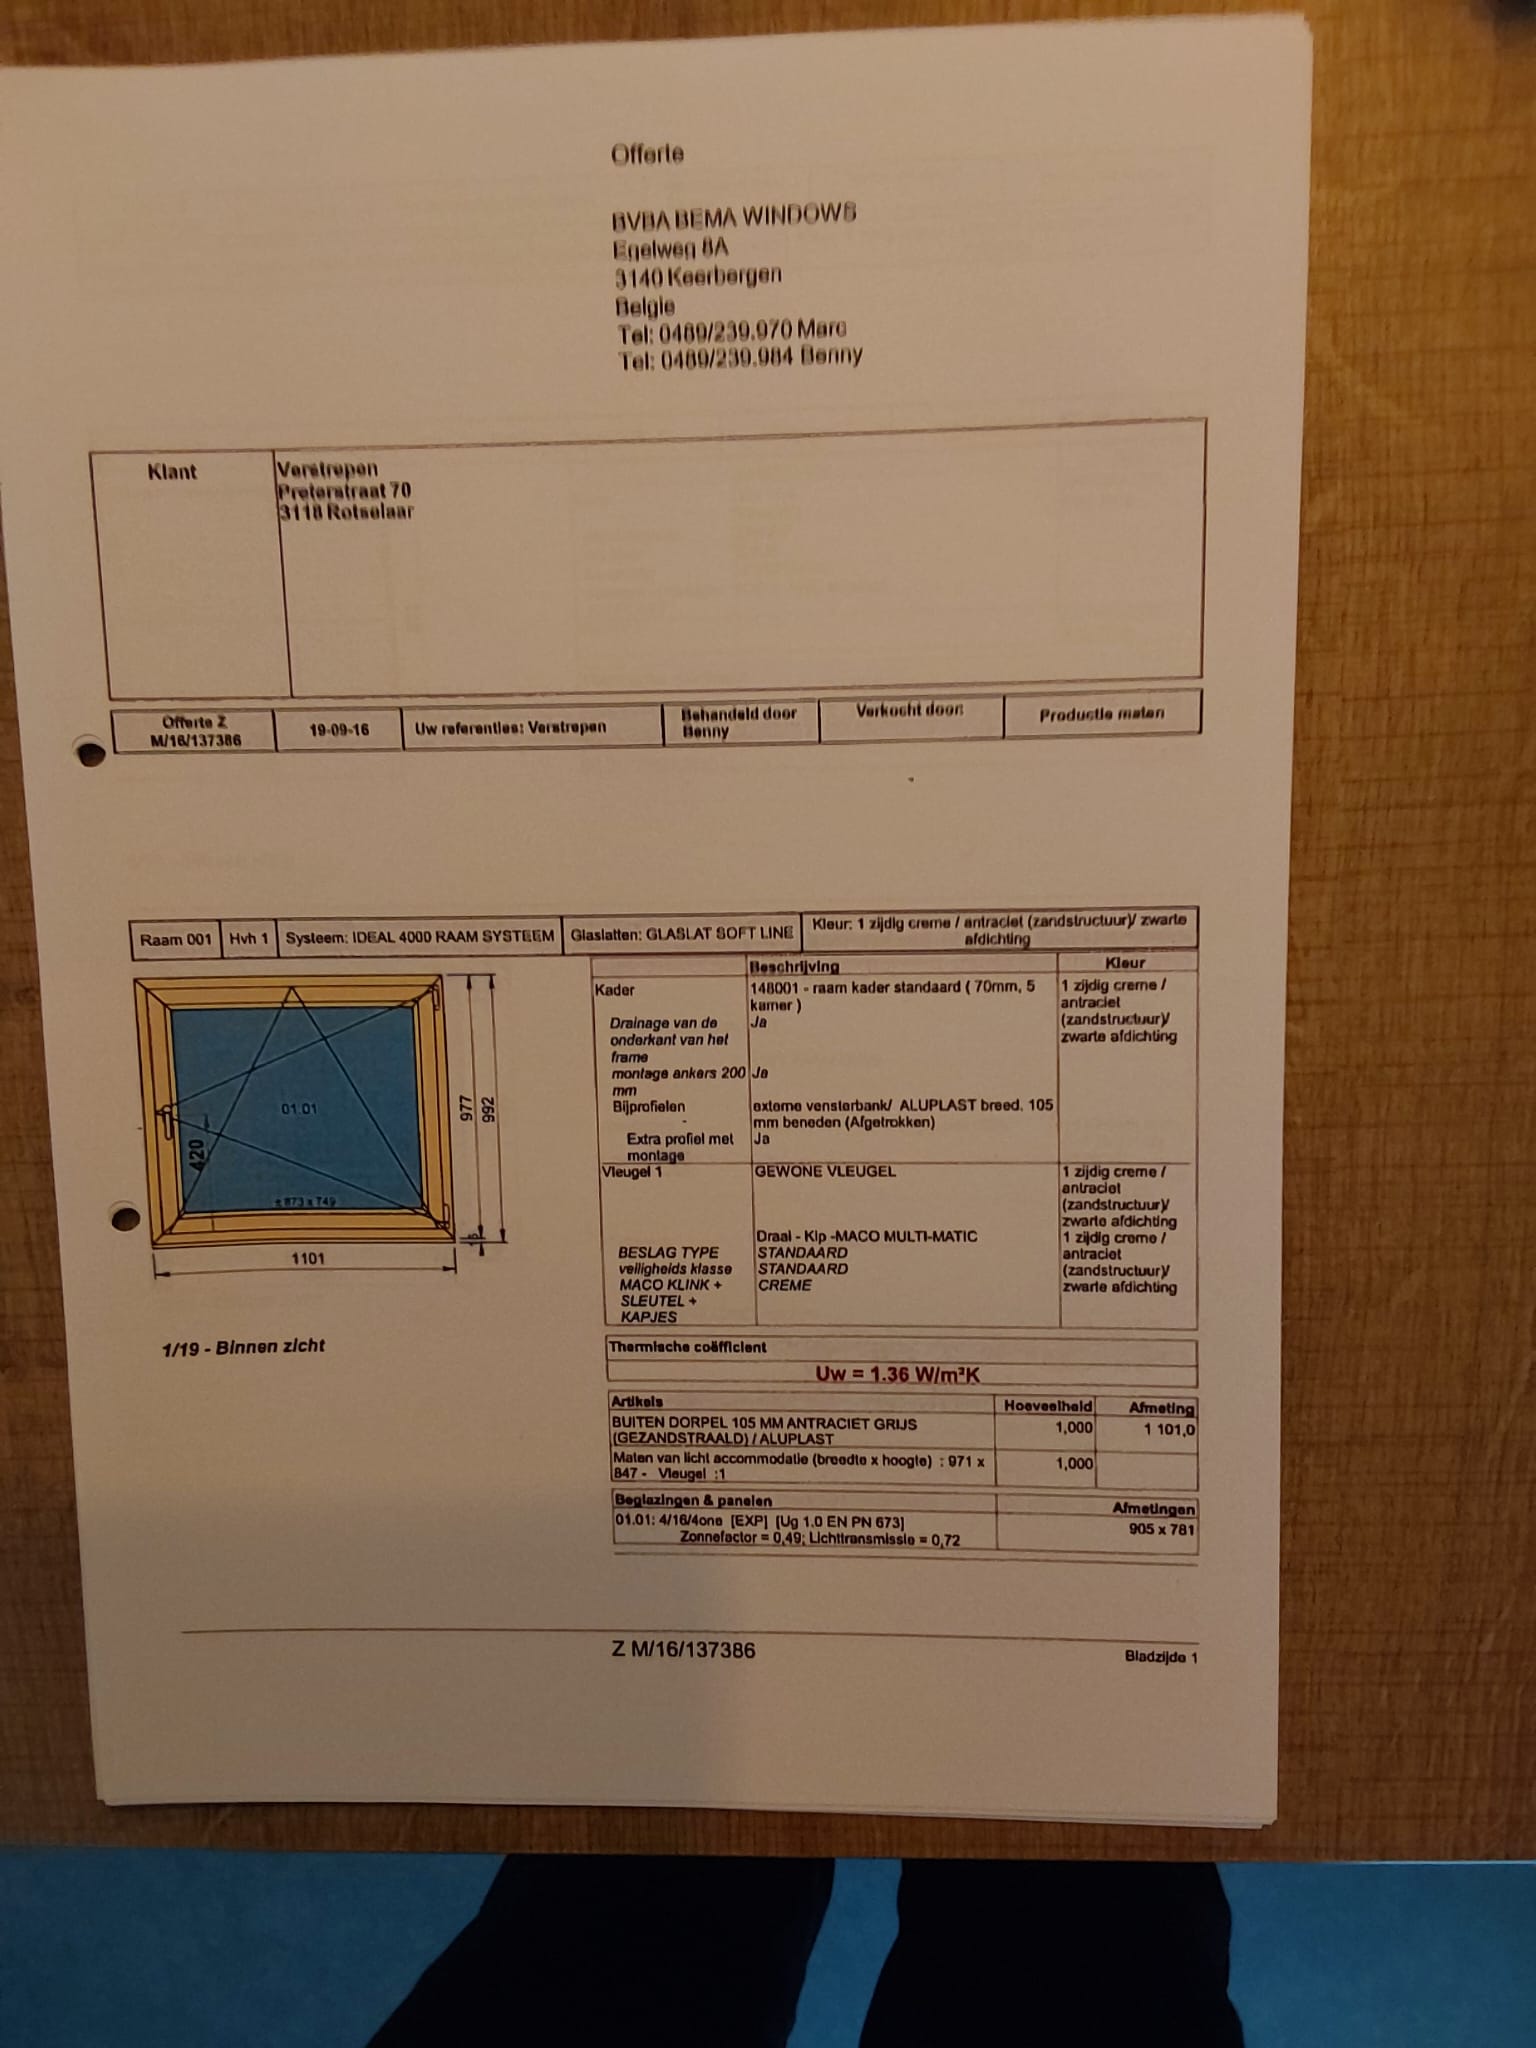 Offerte
BVBA BEMA WINDOWS
Egelweg 8A
3140 Keerbergen
Belgie
Tel: 0489/239.970 Marc
Tel: 0489/239.984 Benny
Klant
Verstrepen
Preterstraat 70
3118 Rotselaar
Offerte Z
M/16/137386
19-09-16
Uw referenties: Verstrepen
Behandeld door
Benny
Verkocht door:
Productie maten
Raam 001
Hvh 1
Systeem: IDEAL 4000 RAAM SYSTEEM
Glaslatten: GLASLAT SOFT LINE
Kleur: 1 zijdig creme / antraciet (zandstructuur)/ zwarte
afdichting
01.01
420
± 873 x 749
977
992
15
1101
1/19 - Binnen zicht
Beschrijving
Kleur
Kader
148001 - raam kader standaard ( 70mm, 5
kamer )
1 zijdig creme /
antraciet
(zandstructuur)/
zwarte afdichting
Drainage van de
onderkant van het
frame
Ja
montage ankers 200
mm
Ja
Bijprofielen
-
externe vensterbank/ ALUPLAST breed. 105
mm beneden (Afgetrokken)
Extra profiel met
montage
Ja
Vleugel 1
GEWONE VLEUGEL
1 zijdig creme /
antraciet
(zandstructuur)/
zwarte afdichting
Draai - Kip -MACO MULTI-MATIC
1 zijdig creme /
antraciet
(zandstructuur)/
zwarte afdichting
BESLAG TYPE
STANDAARD
veiligheids klasse
STANDAARD
MACO KLINK +
SLEUTEL +
KAPJES
CREME
Thermische coëfficient
Uw = 1.36 W/m²K
Artikels
Hoeveelheid
Afmeting
BUITEN DORPEL 105 MM ANTRACIET GRIJS
(GEZANDSTRAALD) / ALUPLAST
1,000
1 101,0
Maten van licht accommodatie (breedte x hoogte) : 971 x
847 - Vleugel :1
1,000
Beglazingen & panelen
Afmetingen
01.01: 4/16/4one [EXP] [Ug 1.0 EN PN 673]
Zonnefactor = 0,49; Lichttransmissie = 0,72
905 x 781
Z M/16/137386
Bladzijde 1